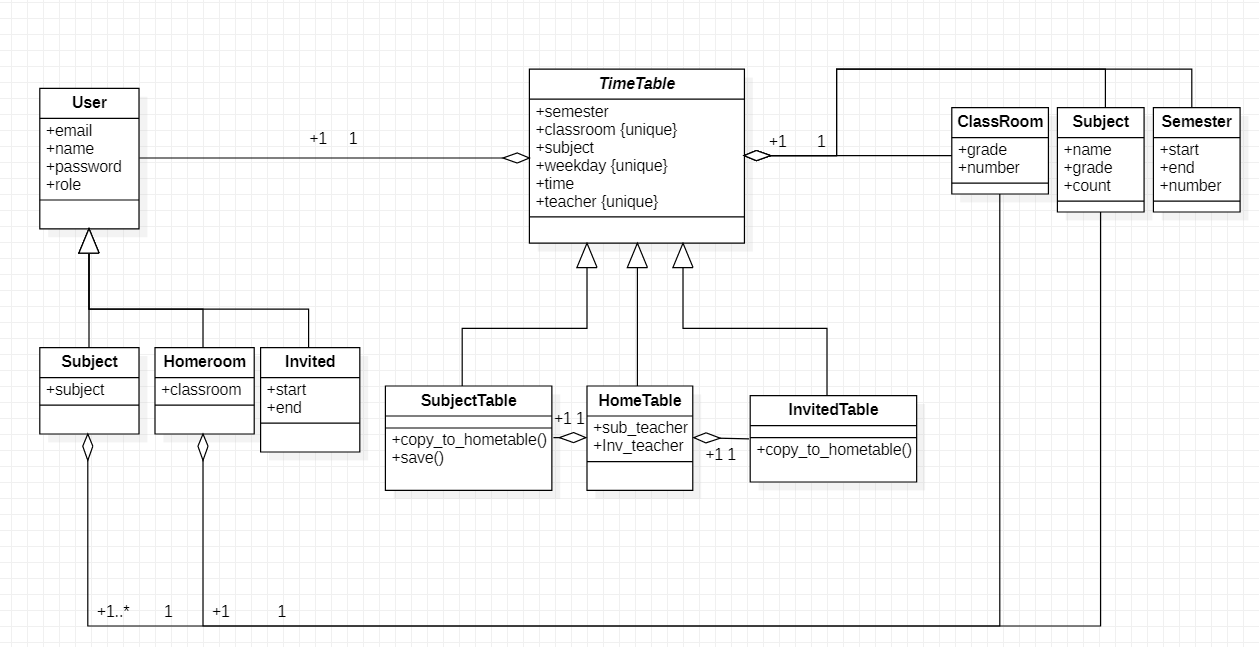 TimeTable
+semester
+classroom {unique}
+subject
+weekday {unique}
+time
+teacher {unique}
User
+email
+name
+password
+role
+1 1
+1 1
ClassRoom
+grade
+number
Subject
+name
+grade
+count
Semester
+start
+end
+number
Subject
+subject
Homeroom
+classroom
Invited
+start
+end
SubjectTable
+copy_to_hometable()
+save()
+1 1
HomeTable
+sub_teacher
+Inv_teacher
+1 1
InvitedTable
+copy_to_hometable()
+1..* 1
+1 1